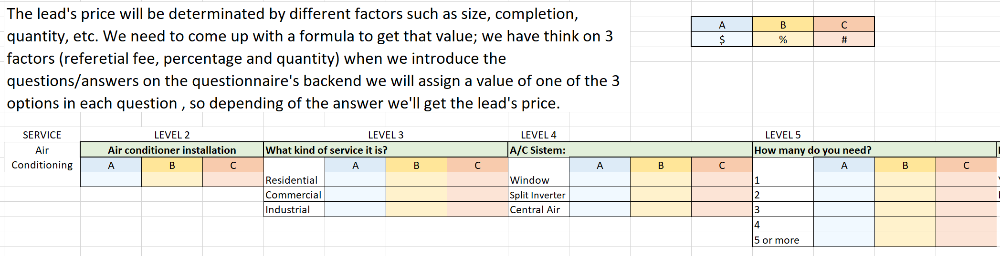 The lead's price will be determinated by different factors such as size, completion,
quantity, etc. We need to come up with a formula to get that value; we have think on 3
factors (referetial fee, percentage and quantity) when we introduce the
questions/answers on the questionnaire's backend we will assign a value of one of the 3
options in each question , so depending of the answer we'll get the lead's price.
A B C
$ % #
SERVICE LEVEL 2 LEVEL 3 LEVEL 4 LEVEL 5
Air Conditioning
Air conditioner installation What kind of service it is? A/C Sistem: How many do you need?
A B C A B C A B C A B C
Residential Window 1
Commercial Split Inverter 2
Industrial Central Air 3
4
5 or more